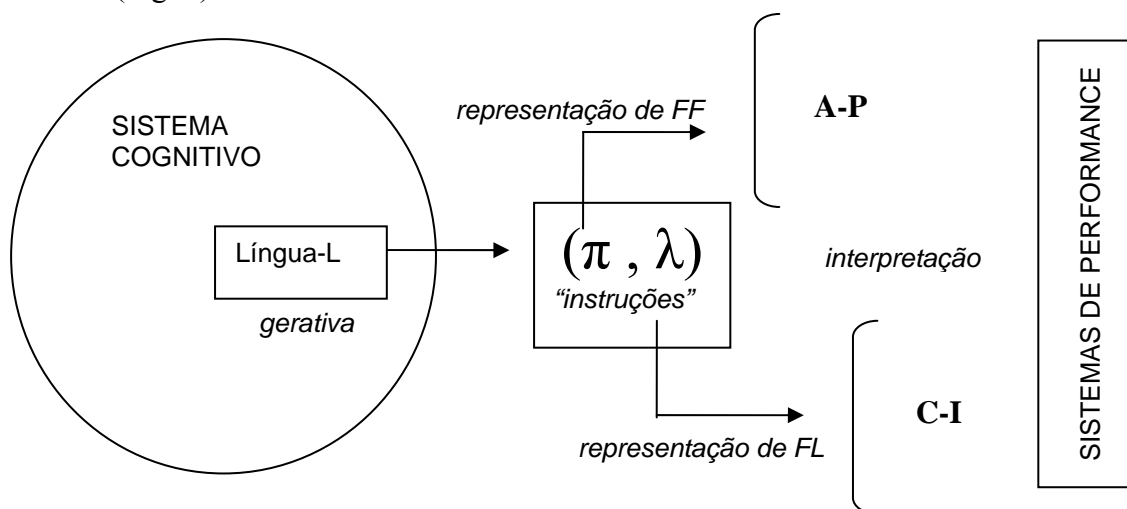 representação de FF
A-P
SISTEMA
COGNITIVO
Língua-L
gerativa
(π , λ)
“instruções”
interpretação
representação de FL
C-I
SISTEMAS DE PERFORMANCE